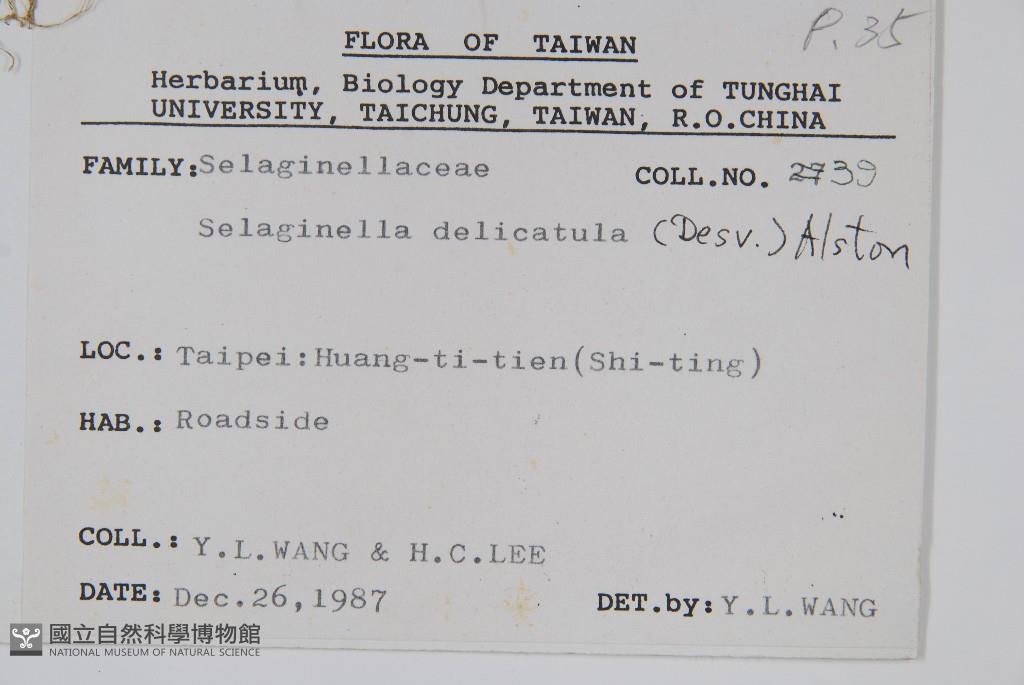 P. 35
FLORA OF TAIWAN
Herbarium, Biology Department of TUNGHAI
UNIVERSITY, TAICHUNG, TAIWAN, R.O.CHINA
FAMILY:Selaginellaceae COLL.NO. 2739
Selaginella delicatula (Desv.) Alston
LOC.: Taipei:Huang-ti-tien(Shi-ting)
HAB.: Roadside
COLL.: Y.L.WANG & H.C.LEE
DATE: Dec.26,1987 DET.by:Y.L.WANG
國立自然科學博物館
NATIONAL MUSEUM OF NATURAL SCIENCE